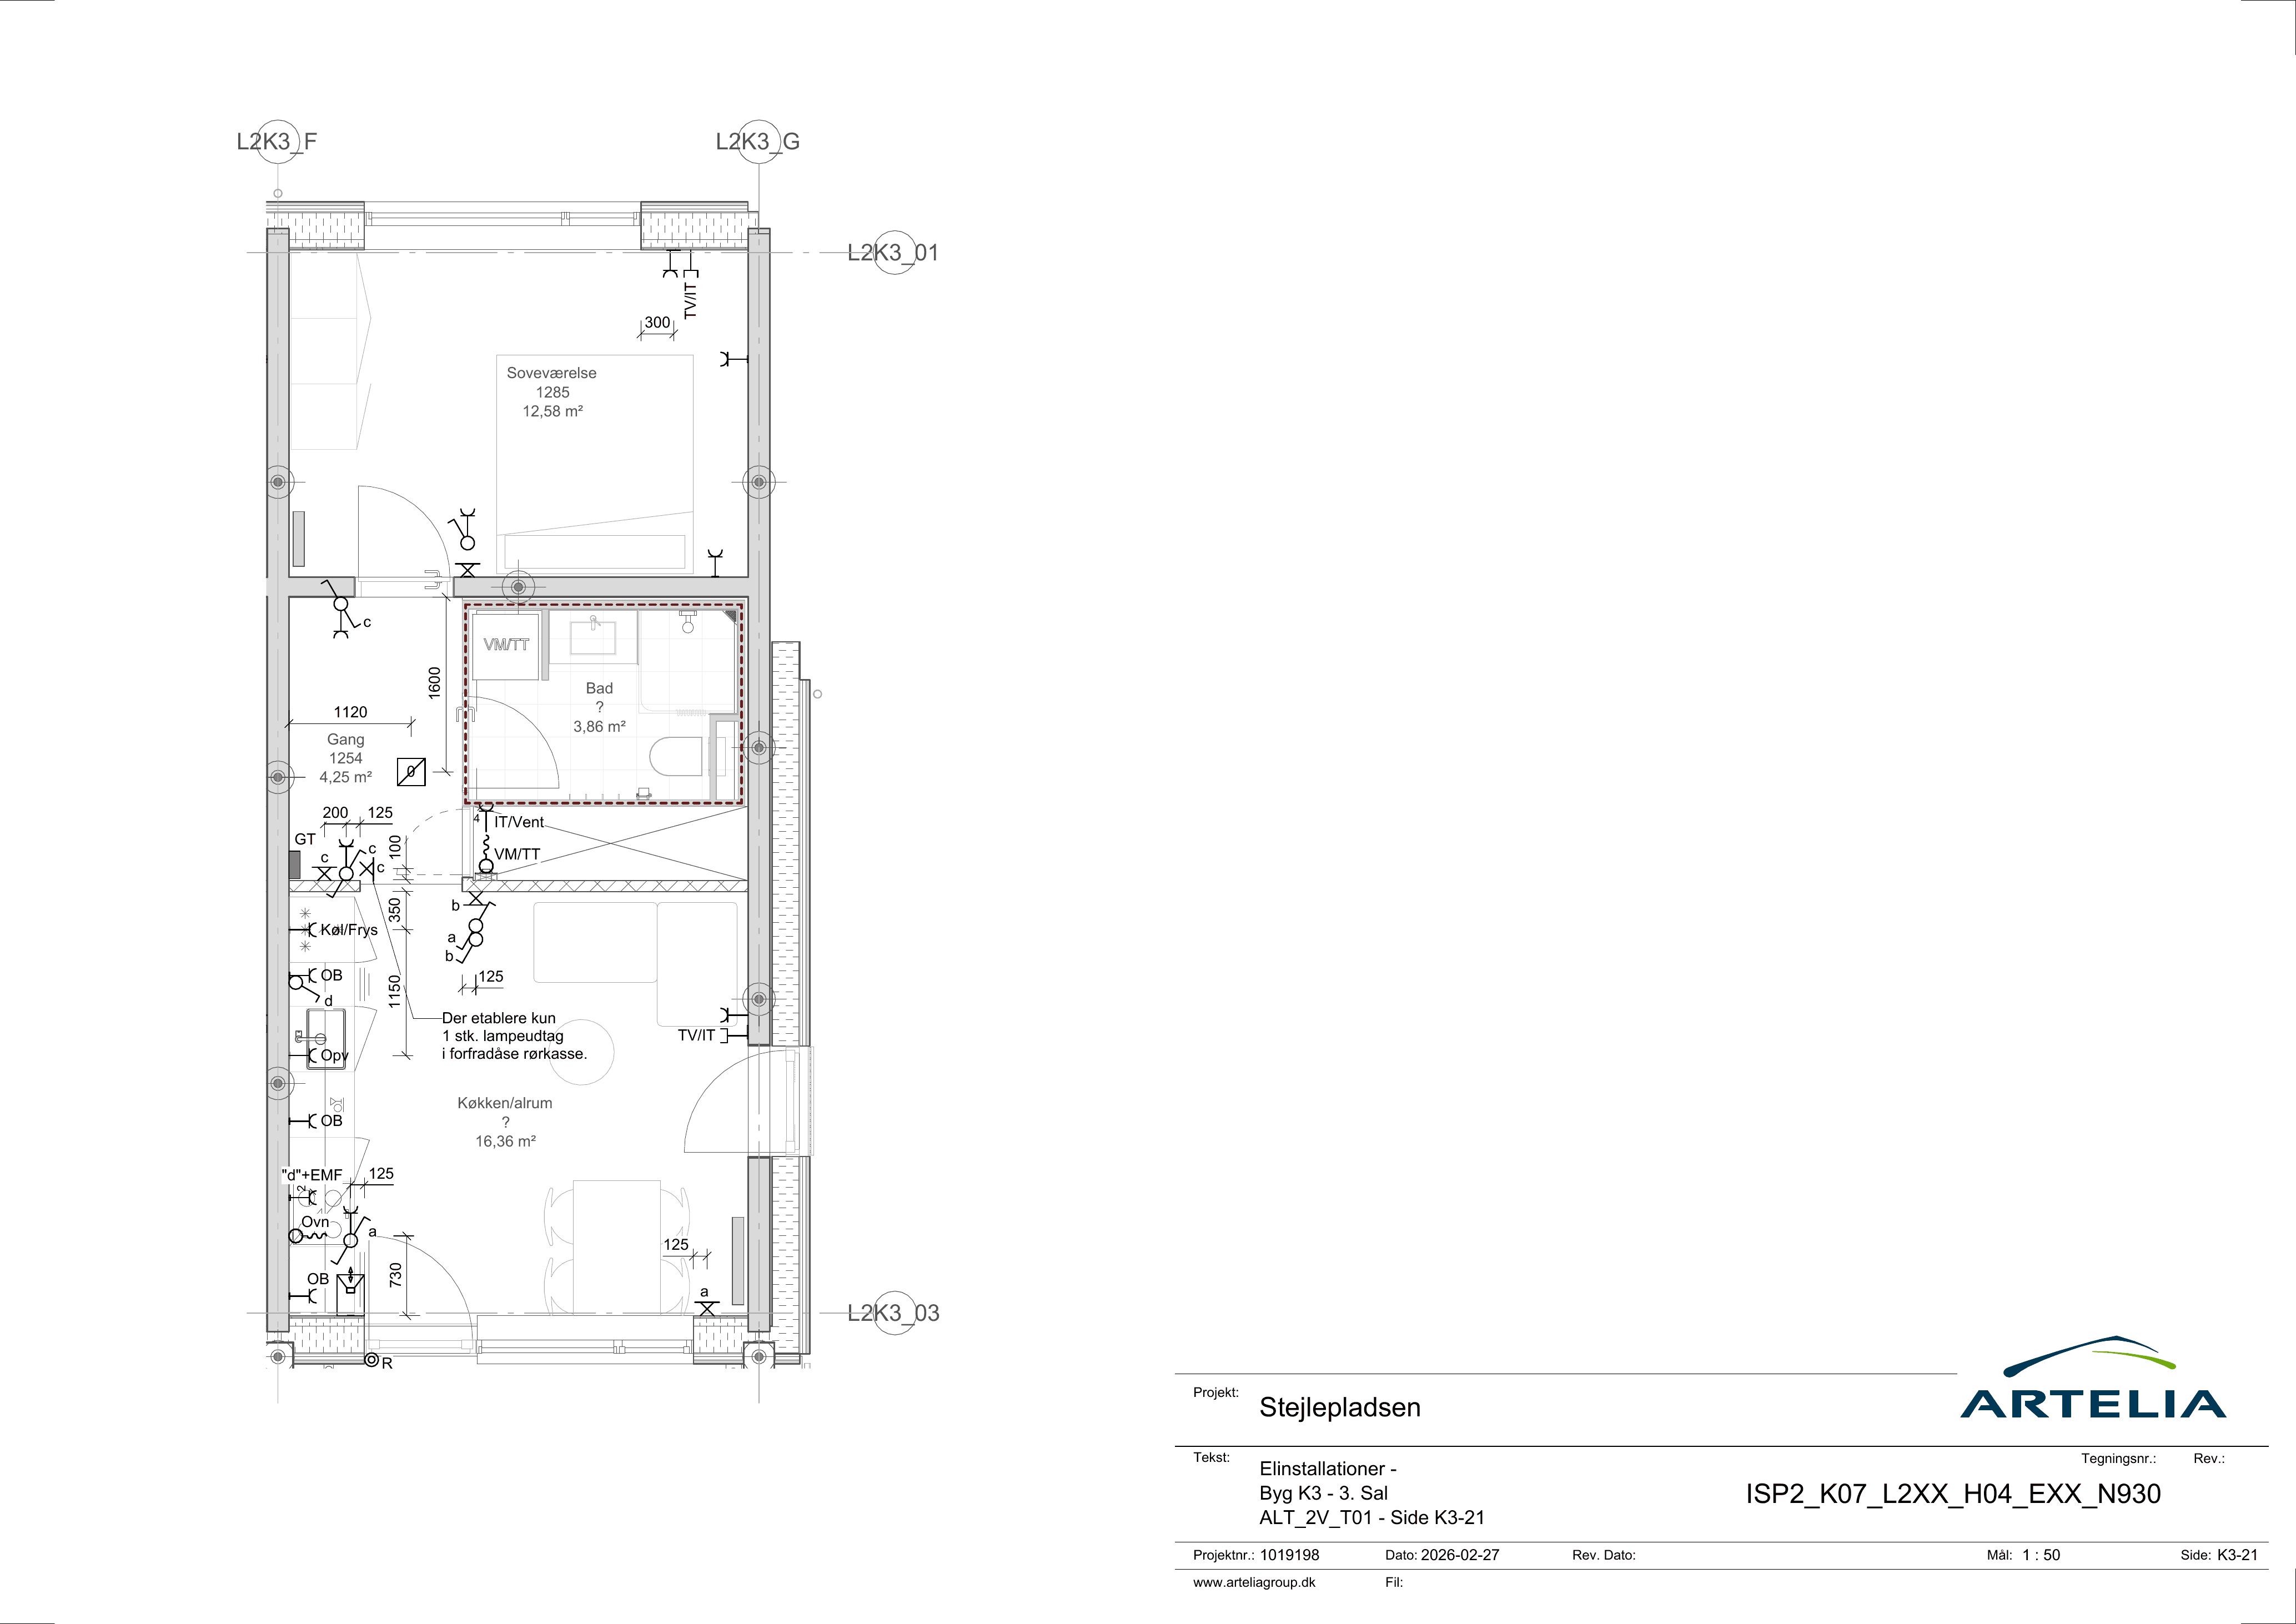 L2K3_F
L2K3_G
L2K3_01
TV/IT
300
Soveværelse
1285
12,58 m²
c
VM/TT
1600
Bad
?
3,86 m²
1120
Gang
1254
4,25 m²
0
200
125
4
IT/Vent
GT
100
c
c
c
VM/TT
b
350
Køl/Frys
a
b
OB
125
d
1150
Der etablere kun
1 stk. lampeudtag
i forfradåse rørkasse.
TV/IT
Opv
Køkken/alrum
?
16,36 m²
OB
"d"+EMF
125
2
Ovn
a
125
730
OB
a
L2K3_03
R
ARTELIA
Projekt:
Stejlepladsen
Tekst:
Elinstallationer -
Byg K3 - 3. Sal
ALT_2V_T01 - Side K3-21
Tegningsnr.:
Rev.:
ISP2_K07_L2XX_H04_EXX_N930
Projektnr.: 1019198
Dato: 2026-02-27
Rev. Dato:
Mål: 1 : 50
Side: K3-21
www.arteliagroup.dk
Fil: